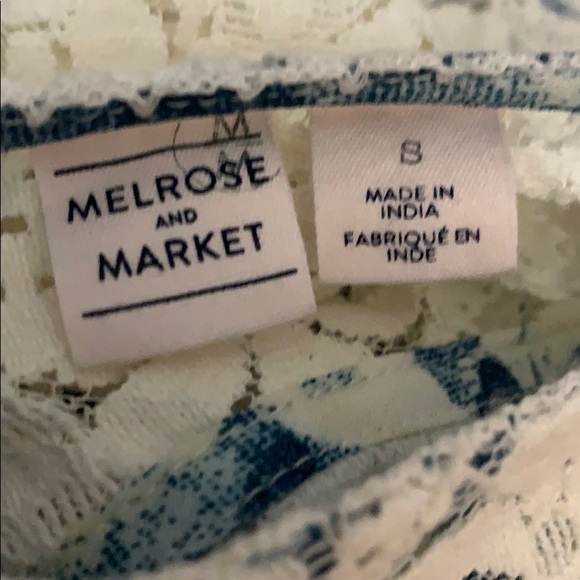 MELROSE
AND
MARKET
S
MADE IN
INDIA
FABRIQUÉ EN
INDE